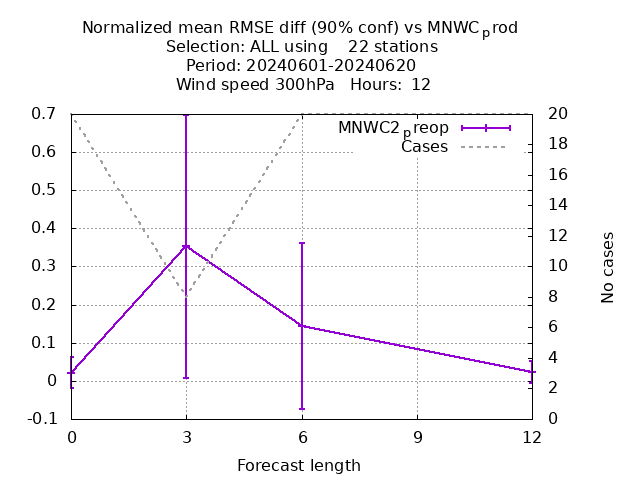 Normalized mean RMSE diff (90% conf) vs MNWCprod
Selection: ALL using    22 stations
Period: 20240601-20240620
Wind speed 300hPa   Hours: 12
0.7
0.6
0.5
0.4
0.3
0.2
0.1
0
-0.1
MNWC2preop
Cases
20
18
16
14
12
10
8
6
4
2
0
No cases
0 3 6 9 12
Forecast length